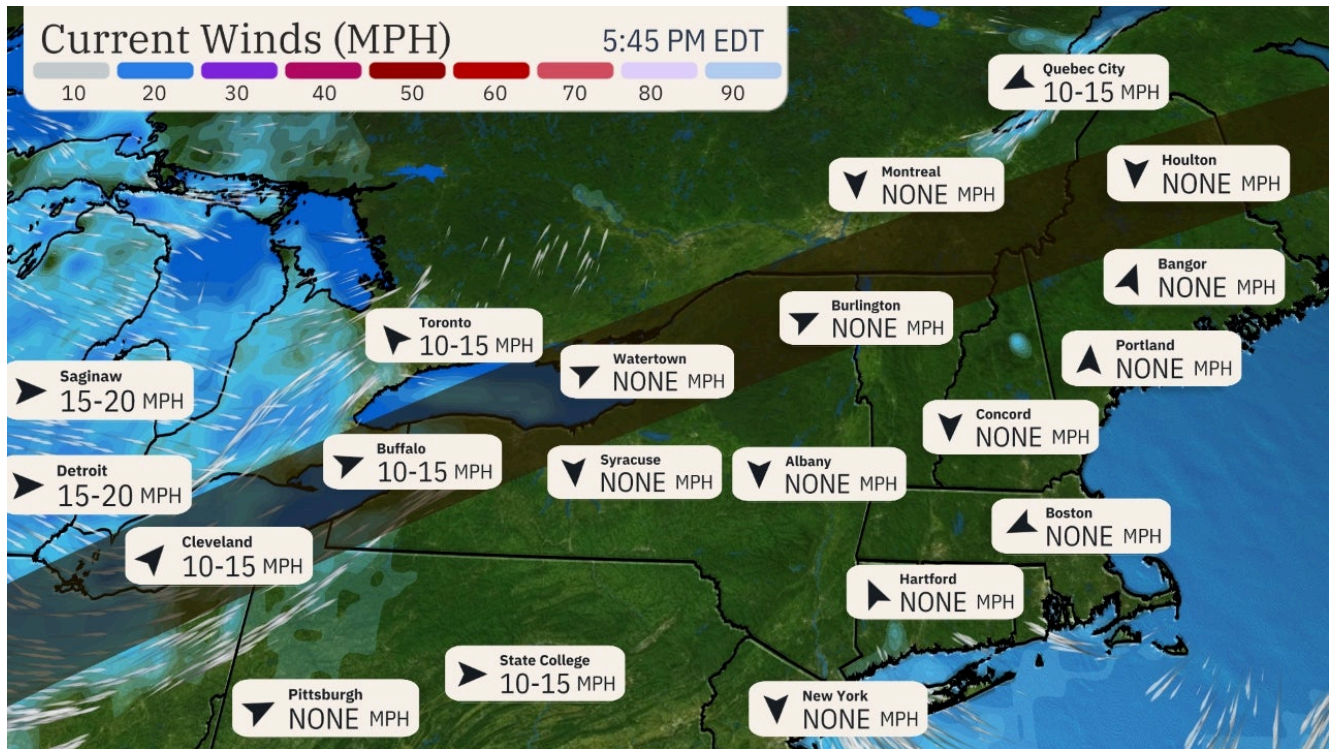 Current Winds (MPH) 5:45 PM EDT
10 20 30 40 50 60 70 80 90
Quebec City
10-15 MPH
Montreal
NONE MPH
Houlton
NONE MPH
Bangor
NONE MPH
Burlington
NONE MPH
Toronto
10-15 MPH
Portland
NONE MPH
Watertown
NONE MPH
Saginaw
15-20 MPH
Concord
NONE MPH
Buffalo
10-15 MPH
Syracuse
NONE MPH
Albany
NONE MPH
Detroit
15-20 MPH
Boston
NONE MPH
Cleveland
10-15 MPH
Hartford
NONE MPH
State College
10-15 MPH
Pittsburgh
NONE MPH
New York
NONE MPH